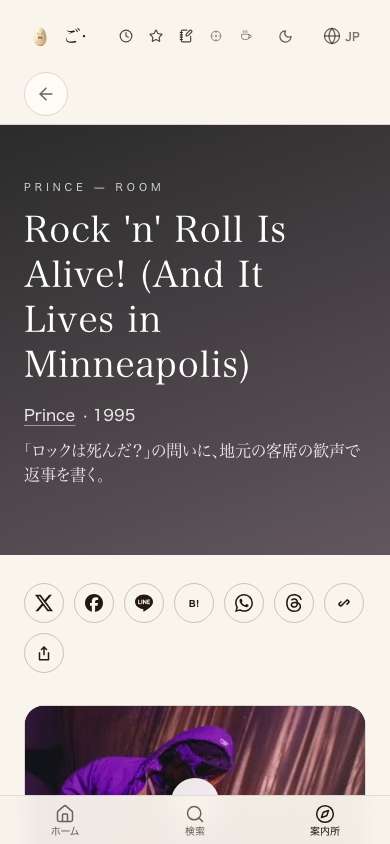 ご·
JP
PRINCE — ROOM
Rock 'n' Roll Is
Alive! (And It
Lives in
Minneapolis)
Prince · 1995
「ロックは死んだ？」の問いに、地元の客席の歓声で
返事を書く。
LINE
B!
ホーム
検索
案内所